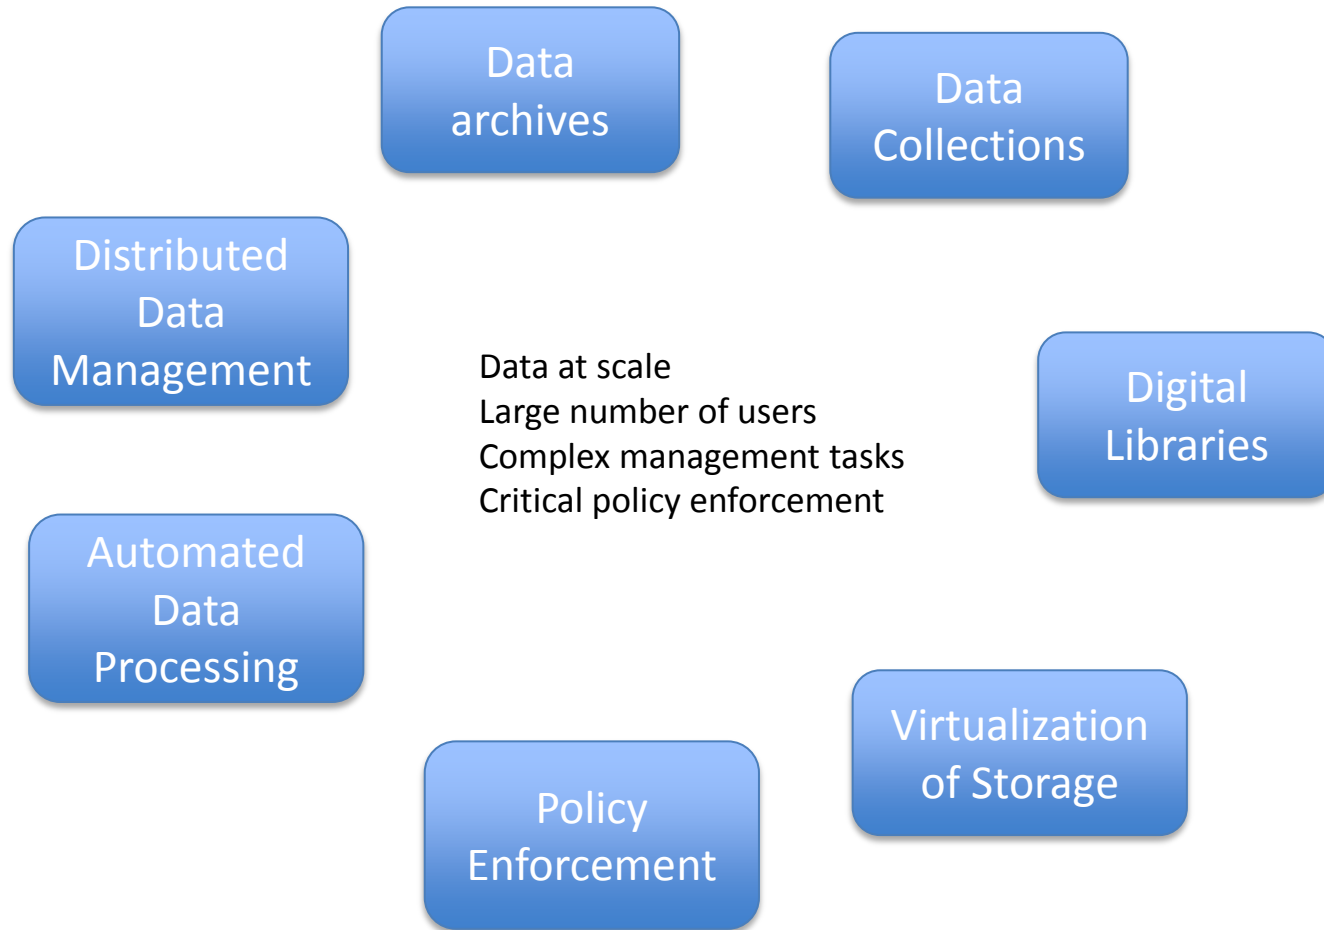 Data
archives
Data
Collections
Distributed
Data
Management
Data at scale
Large number of users
Complex management tasks
Critical policy enforcement
Digital
Libraries
Automated
Data
Processing
Virtualization
of Storage
Policy
Enforcement